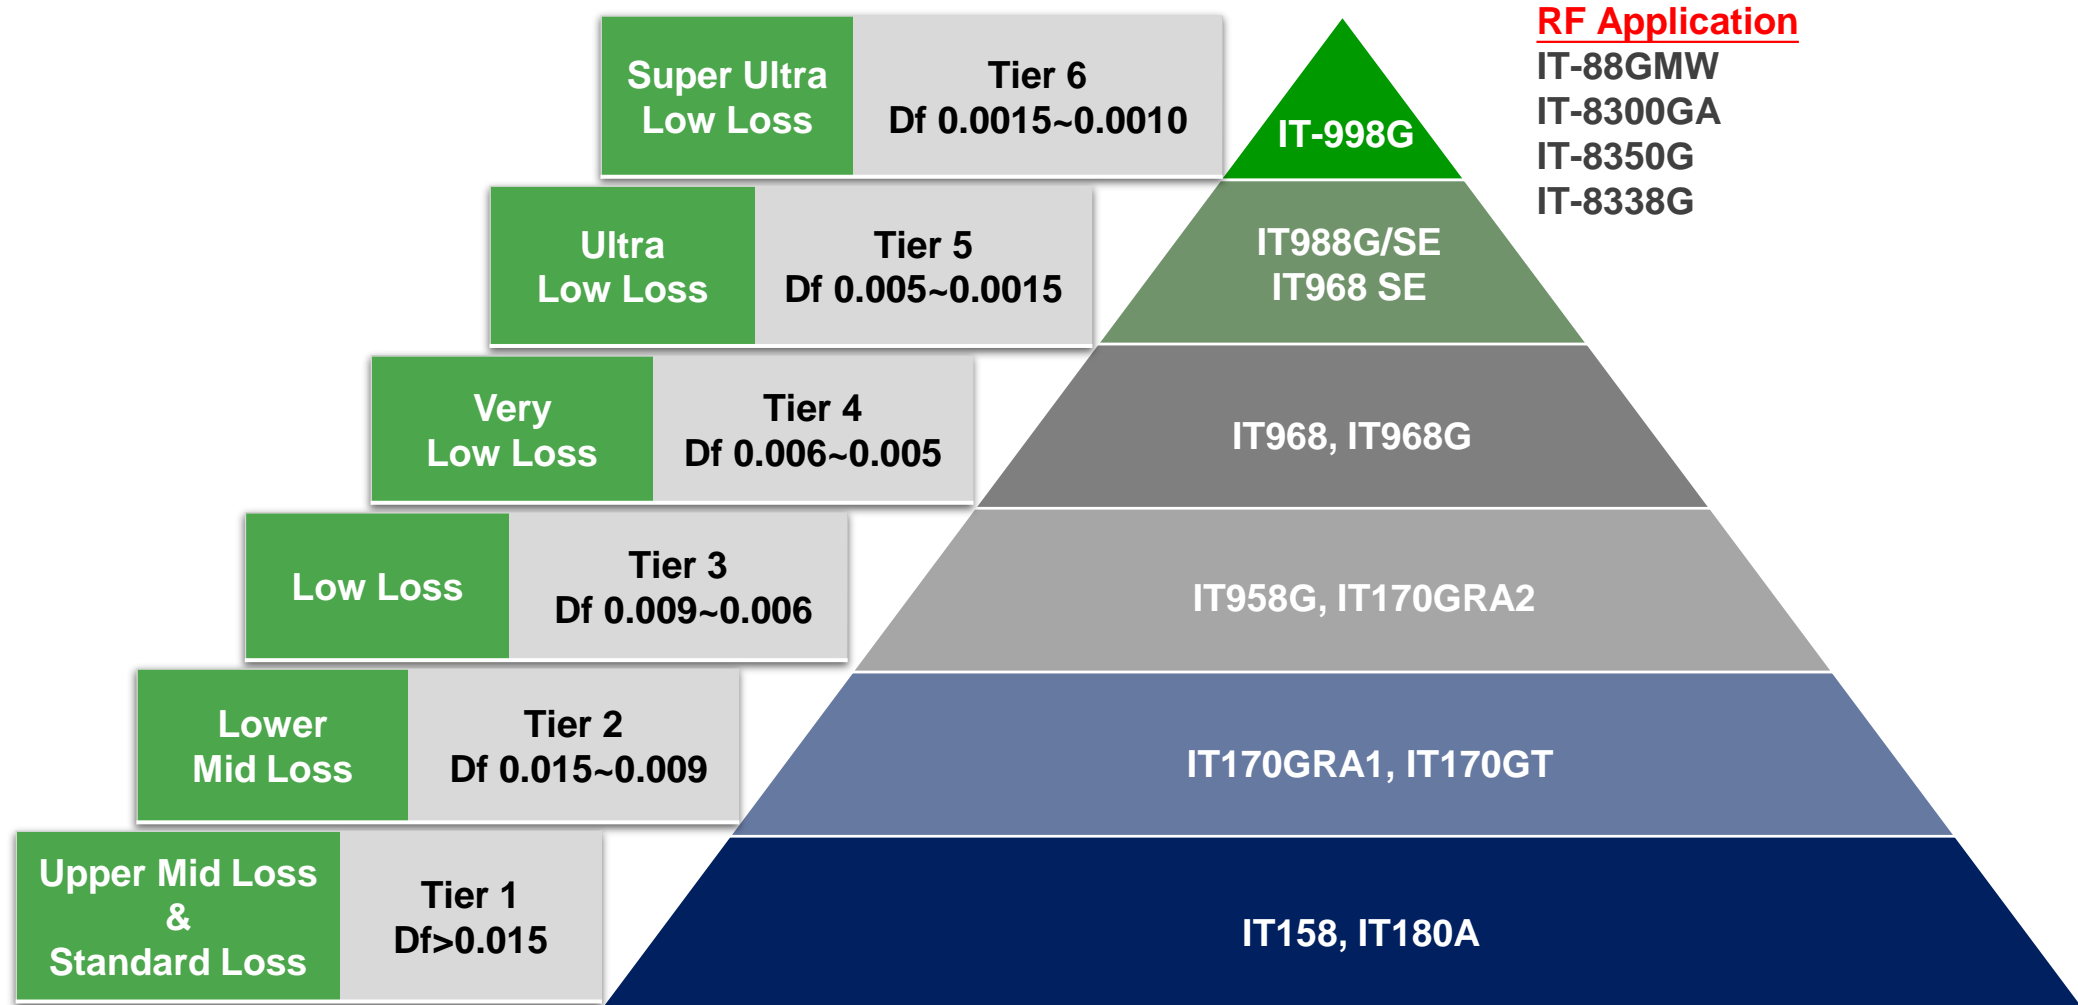 RF Application
IT-88GMW
IT-8300GA
IT-8350G
IT-8338G
Super Ultra
Low Loss
Tier 6
Df 0.0015~0.0010
IT-998G
Ultra
Low Loss
Tier 5
Df 0.005~0.0015
IT988G/SE
IT968 SE
Very
Low Loss
Tier 4
Df 0.006~0.005
IT968, IT968G
Low Loss
Tier 3
Df 0.009~0.006
IT958G, IT170GRA2
Lower
Mid Loss
Tier 2
Df 0.015~0.009
IT170GRA1, IT170GT
Upper Mid Loss
&
Standard Loss
Tier 1
Df>0.015
IT158, IT180A